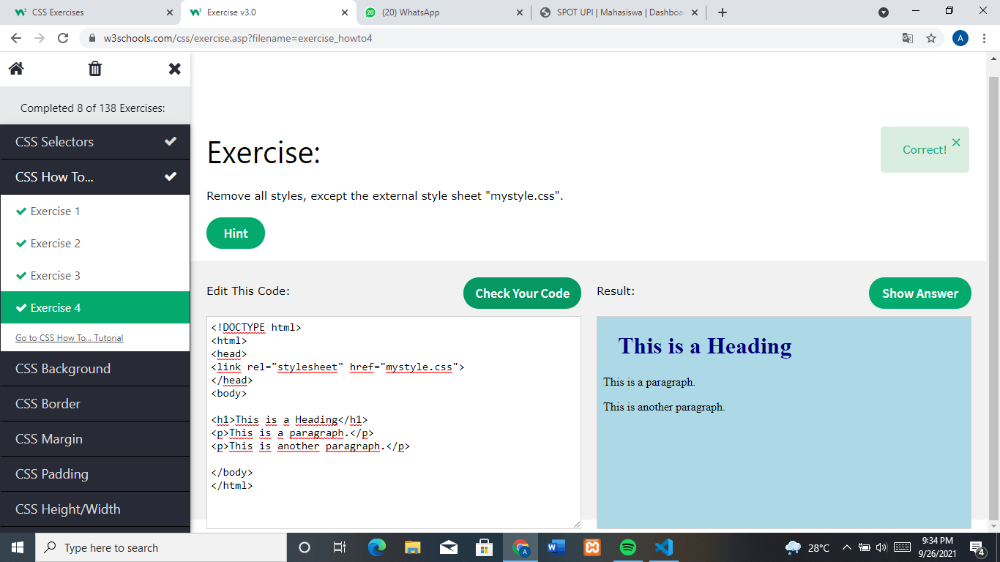 CSS Exercises
Exercise v3.0
20 (20) WhatsApp
SPOT UPI | Mahasiswa | Dashboa
w3schools.com/css/exercise.asp?filename=exercise_howto4
A
Completed 8 of 138 Exercises:
CSS Selectors
CSS How To...
Exercise 1
Exercise 2
Exercise 3
Exercise 4
Go to CSS How To... Tutorial
CSS Background
CSS Border
CSS Margin
CSS Padding
CSS Height/Width
Exercise:
Correct!
×
Remove all styles, except the external style sheet "mystyle.css".
Hint
Edit This Code:
Check Your Code
<!DOCTYPE html>
<html>
<head>
<link rel="stylesheet" href="mystyle.css">
</head>
<body>
<h1>This is a Heading</h1>
<p>This is a paragraph.</p>
<p>This is another paragraph.</p>
</body>
</html>
Result:
Show Answer
This is a Heading
This is a paragraph.
This is another paragraph.
Type here to search
A
28°C
9:34 PM
9/26/2021
4